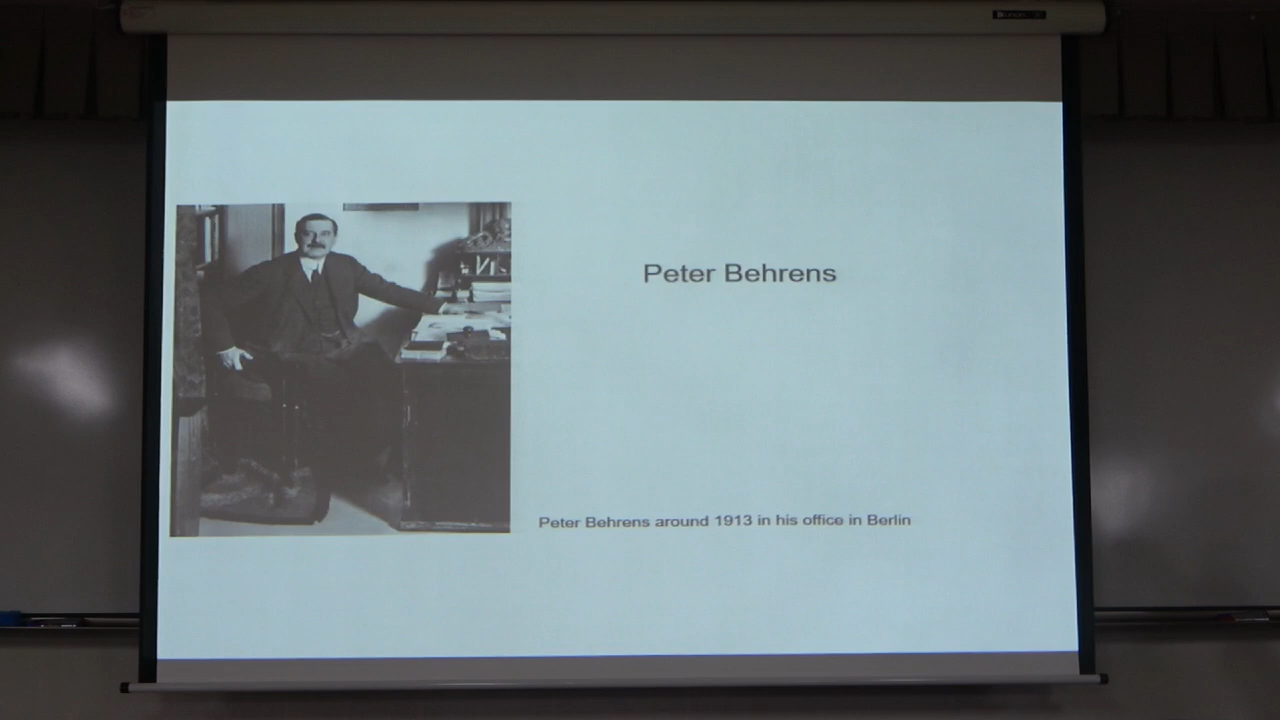 Peter Behrens
Peter Behrens around 1913 in his office in Berlin